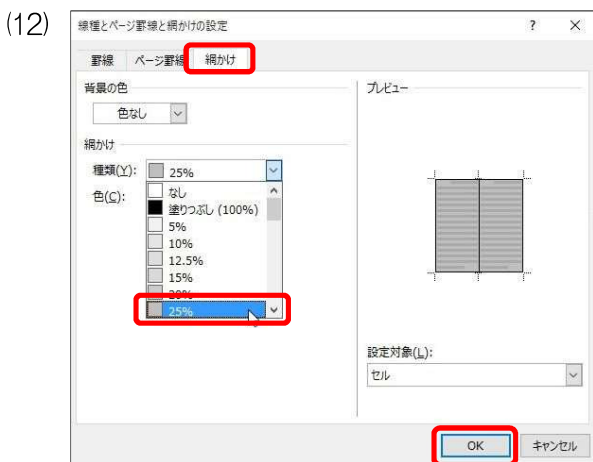 (12)
線種とページ罫線と網かけの設定 ? ×
罫線 ページ罫線 網かけ
背景の色
色なし
網かけ
種類(Y): 25%
色(C):
なし
塗りつぶし (100%)
5%
10%
12.5%
15%
20%
25%
プレビュー
設定対象(L):
セル
OK キャンセル